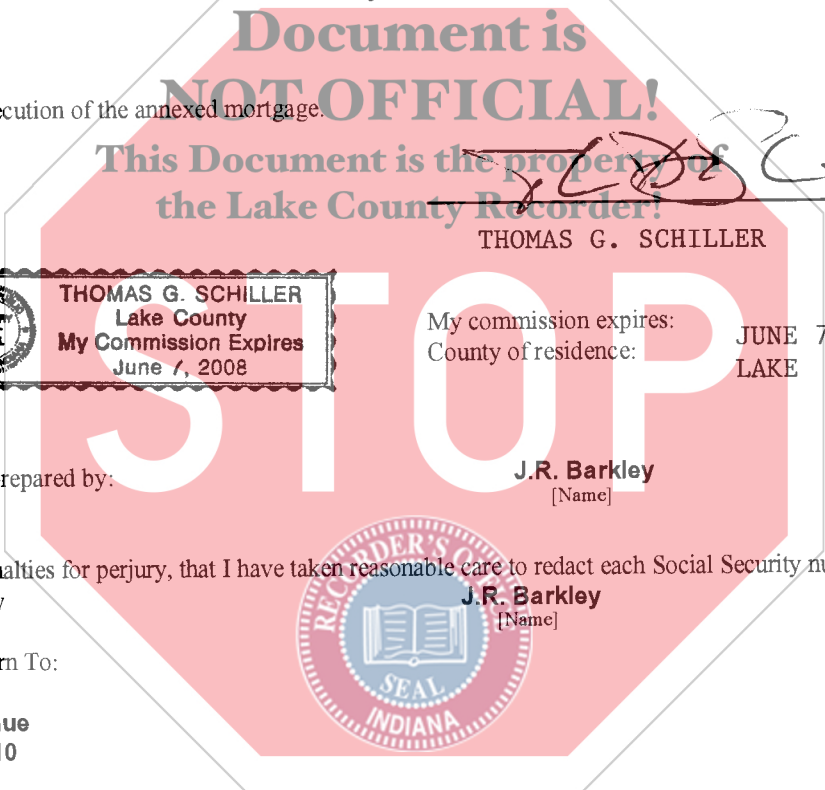 Document is
NOT OFFICIAL!
ecution of the annexed mortgage.
This Document is the property of
the Lake County Recorder!
THOMAS G. SCHILLER
THOMAS G. SCHILLER
Lake County
My Commission Expires
June 7, 2008
My commission expires: JUNE 7
County of residence: LAKE
STOP
repared by: J.R. Barkley
[Name]
alties for perjury, that I have taken reasonable care to redact each Social Security nu
y J.R. Barkley
[Name]
RECORDER'S OFFICE
SEAL
INDIANA
rn To:
nue
10